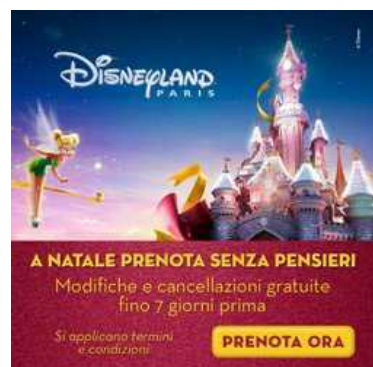 Disneyland
PARIS
A NATALE PRENOTA SENZA PENSIERI
Modifiche e cancellazioni gratuite
fino 7 giorni prima
Si applicano termini
e condizioni
PRENOTA ORA
© Disney